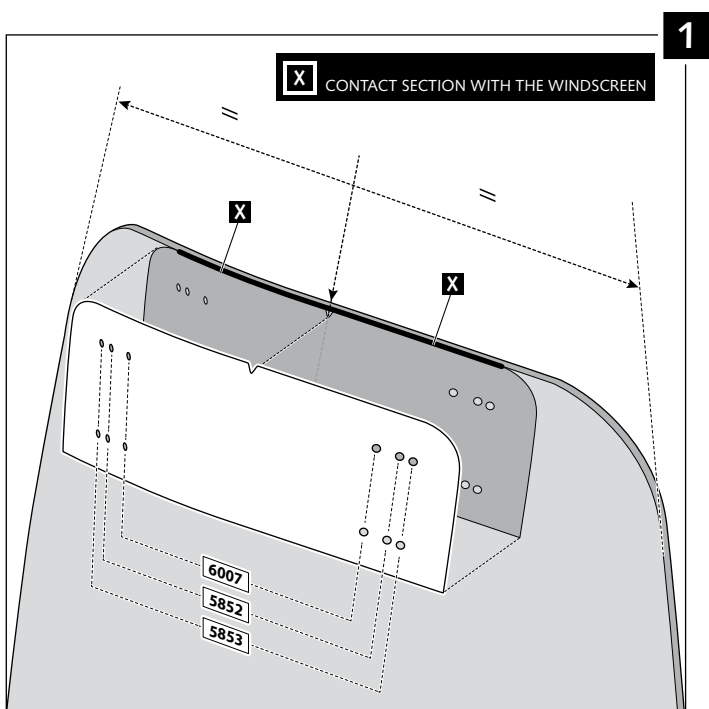 1
X CONTACT SECTION WITH THE WINDSCREEN
=
=
X
X
6007
5852
5853